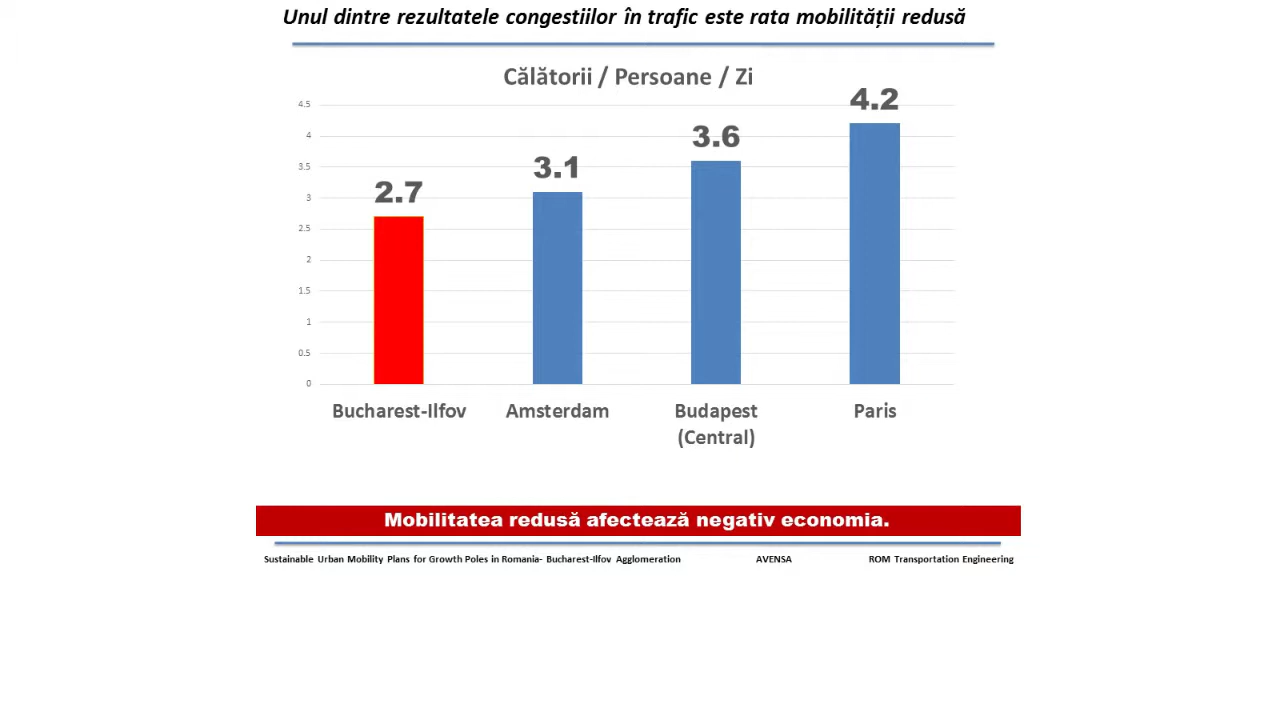 Unul dintre rezultatele congestiilor în trafic este rata mobilității redusă
Călătorii / Persoane / Zi
4.5
4
3.5
3
2.5
2
1.5
1
0.5
0
2.7
3.1
3.6
4.2
Bucharest-Ilfov
Amsterdam
Budapest
(Central)
Paris
Mobilitatea redusă afectează negativ economia.
Sustainable Urban Mobility Plans for Growth Poles in Romania- Bucharest-Ilfov Agglomeration
AVENSA
ROM Transportation Engineering